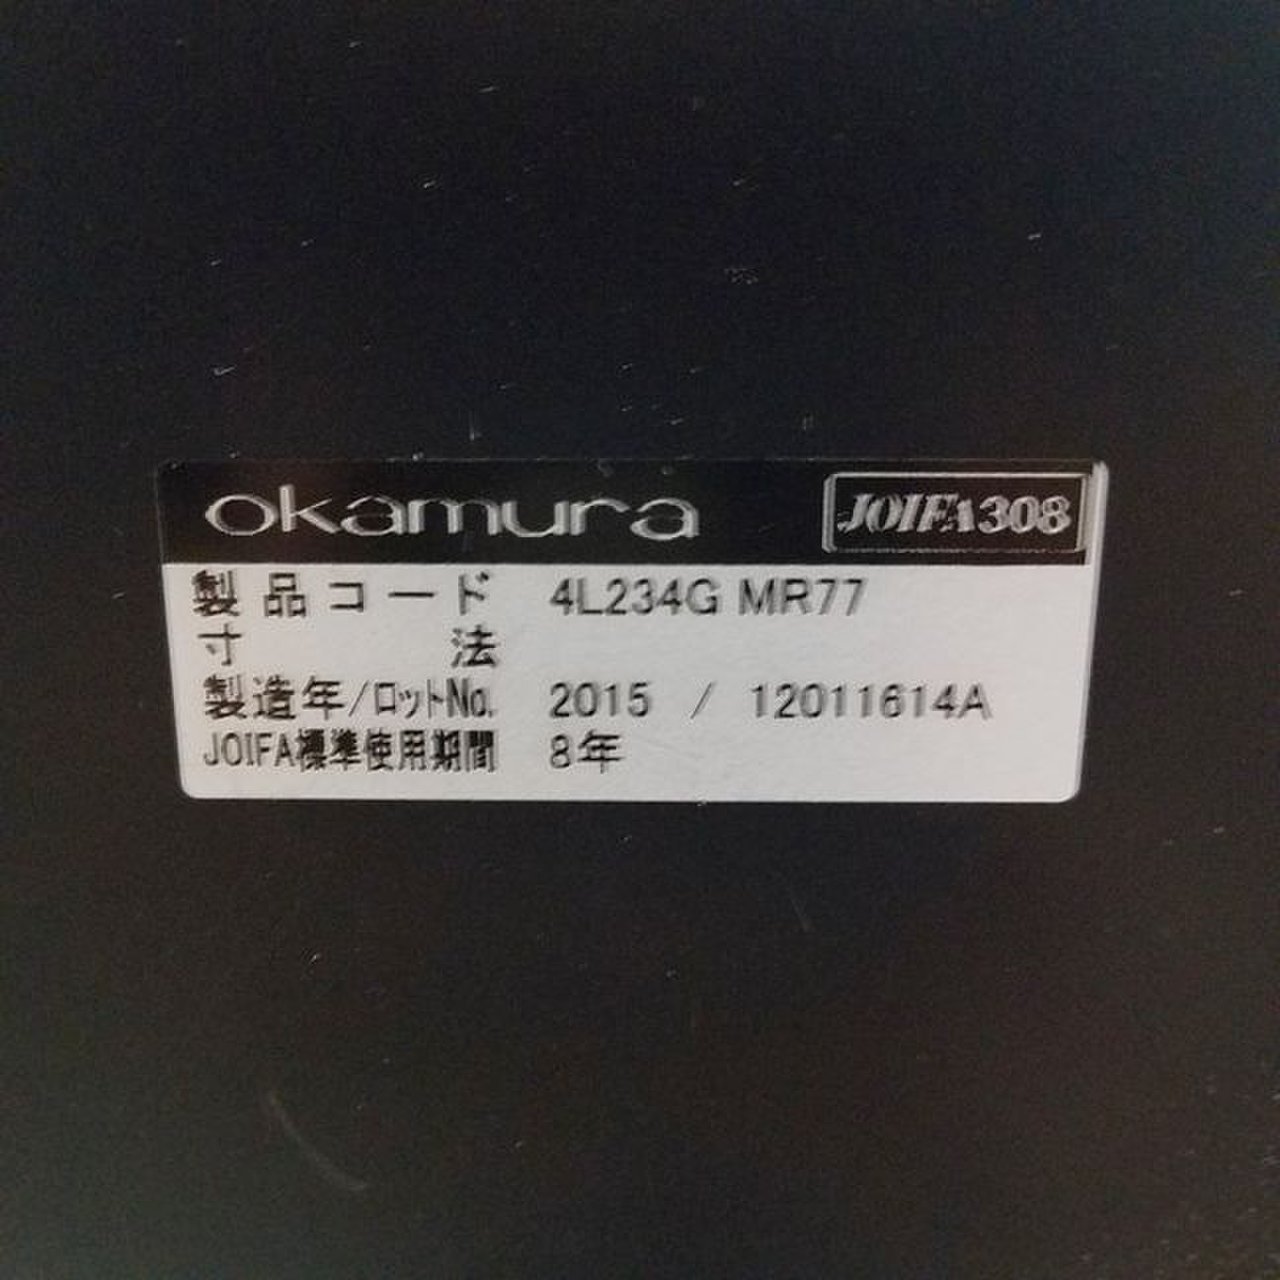 okamura JOIFA308
製品コード 4L234G MR77
寸法
製造年/ロットNo. 2015 / 12011614A
JOIFA標準使用期間 8年